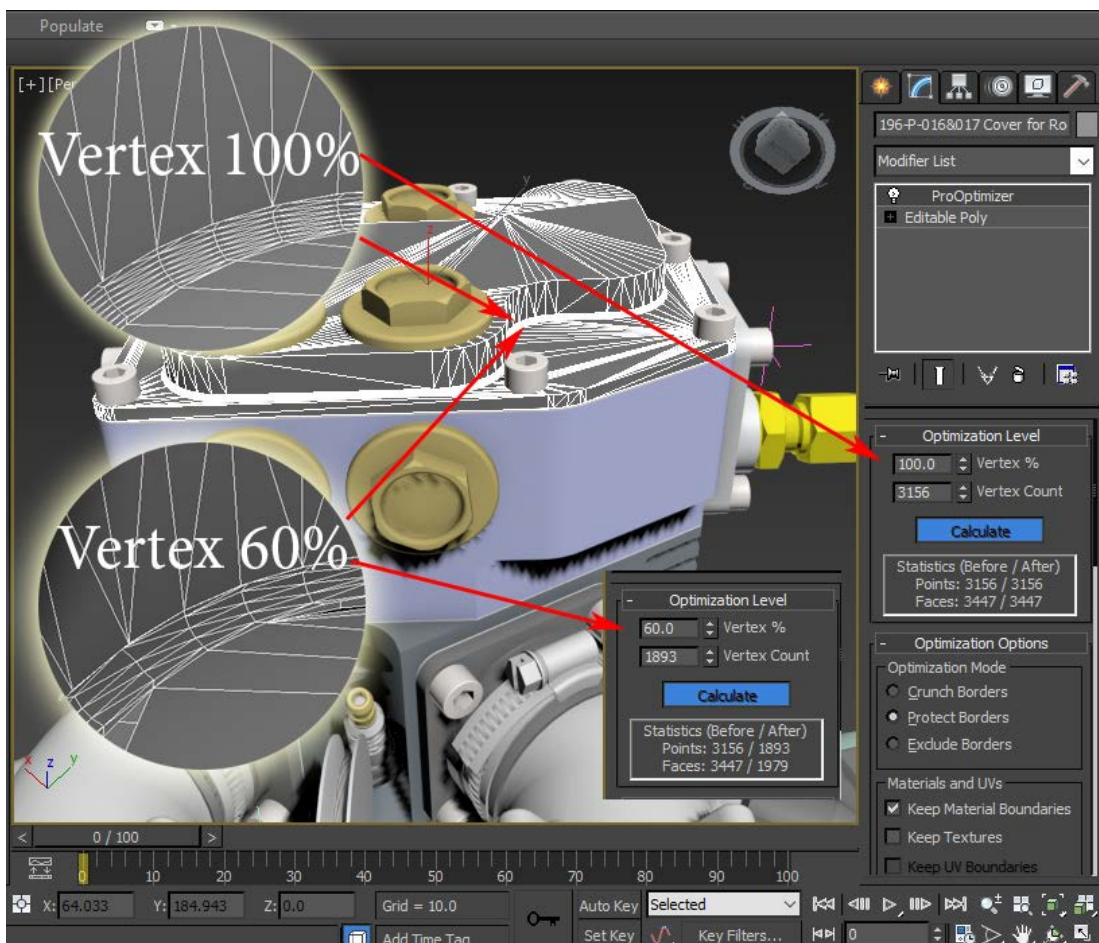 Populate
[+][Pe
Vertex 100%
Vertex 60%
z
y
x z y
196-P-016&017 Cover for Ro
Modifier List
ProOptimizer
Editable Poly
- Optimization Level
100.0 Vertex %
3156 Vertex Count
Calculate
Statistics (Before / After)
Points: 3156 / 3156
Faces: 3447 / 3447
- Optimization Level
60.0 Vertex %
1893 Vertex Count
Calculate
Statistics (Before / After)
Points: 3156 / 1893
Faces: 3447 / 1979
- Optimization Options
Optimization Mode
Crunch Borders
Protect Borders
Exclude Borders
Materials and UVs
Keep Material Boundaries
Keep Textures
Keep UV Boundaries
< 0 / 100 >
0 10 20 30 40 50 60 70 80 90 100
X: 64.033 Y: 184.943 Z: 0.0 Grid = 10.0 Auto Key Selected
Add Time Tag Set Key Key Filters... 0